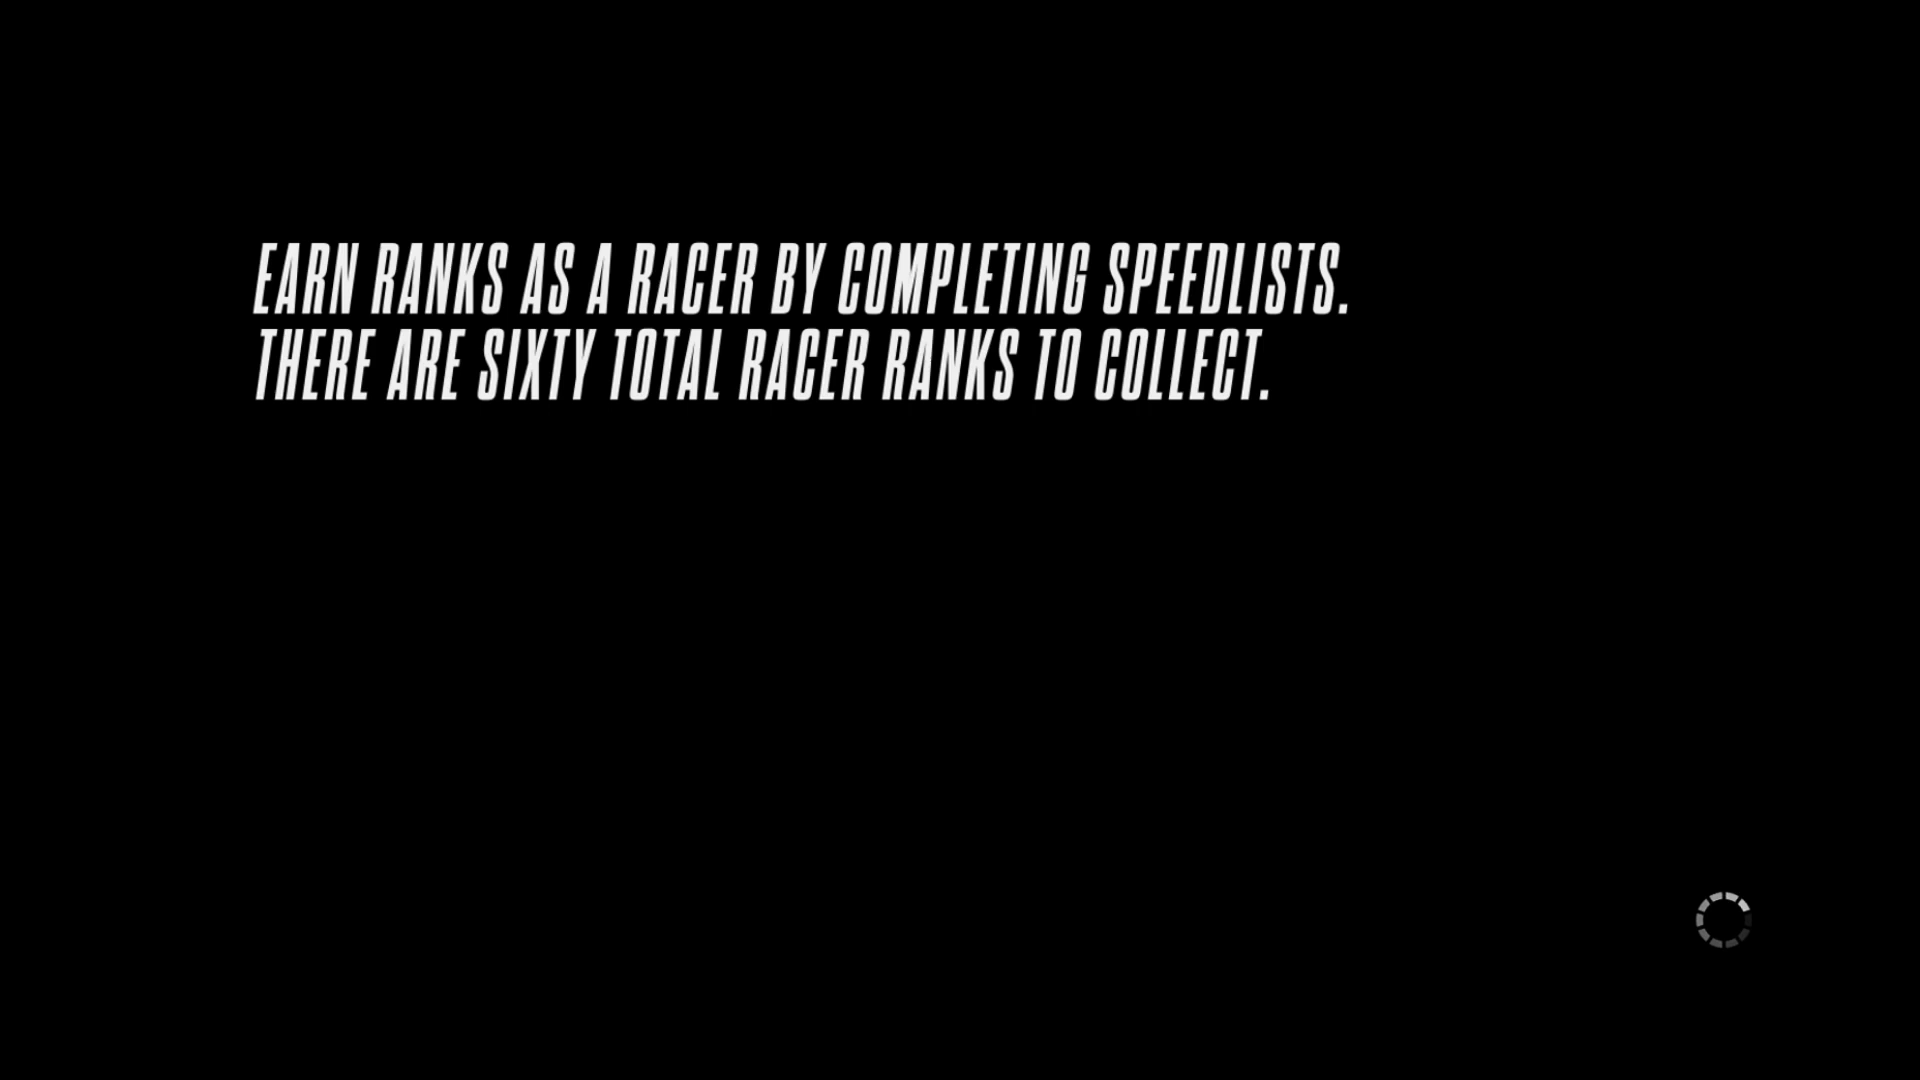 EARN RANKS AS A RACER BY COMPLETING SPEEDLISTS.
THERE ARE SIXTY TOTAL RACER RANKS TO COLLECT.